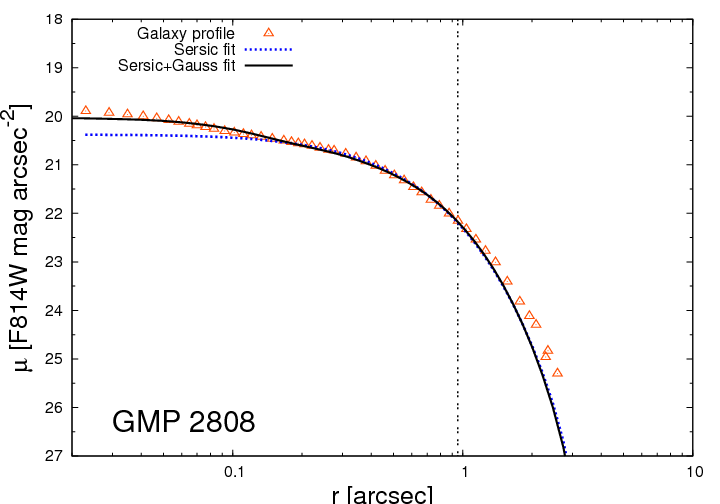 17
18
19
20
21
22
23
24
25
26
27
0.1
1
10
μ [F814W mag arcsec-2]
r [arcsec]
Galaxy profile
Sersic fit
Sersic+Gauss fit
GMP 2808